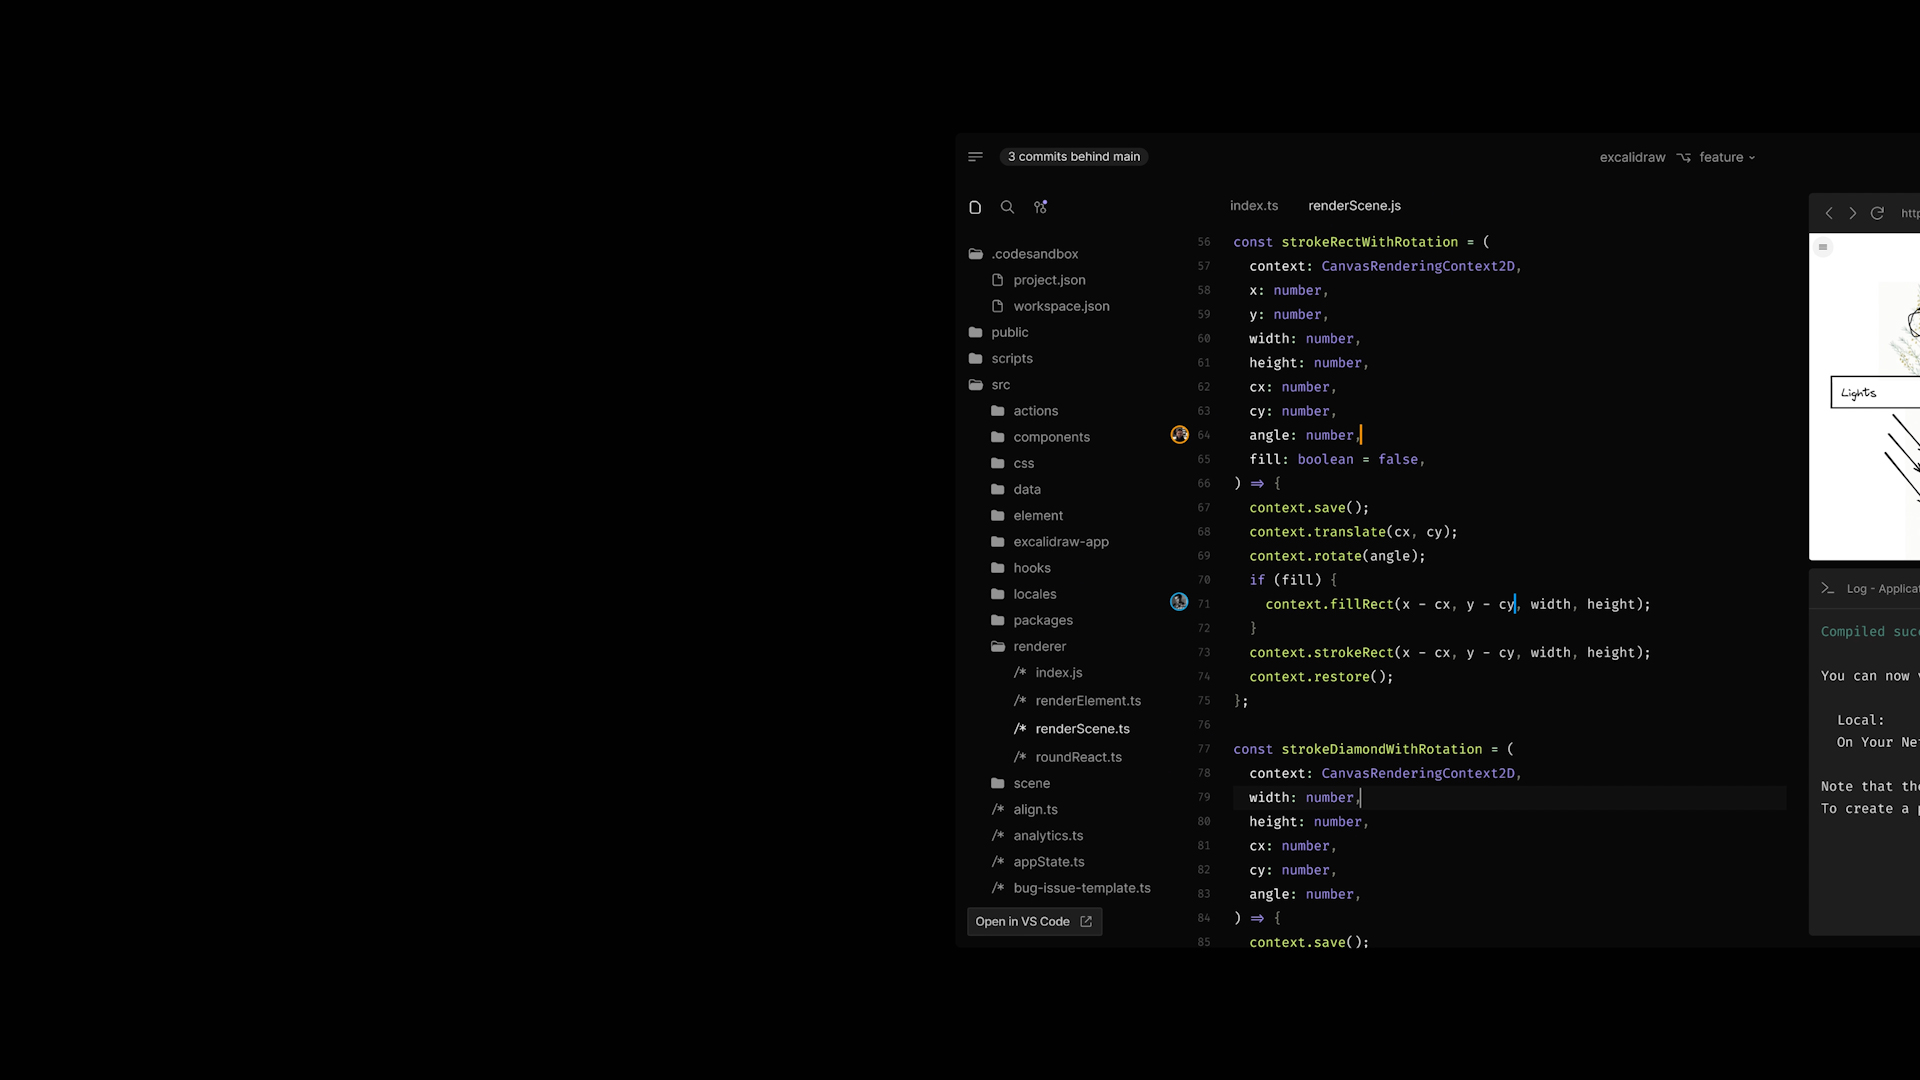 3 commits behind main
excalidraw feature
.codesandbox
project.json
workspace.json
public
scripts
src
actions
components
css
data
element
excalidraw-app
hooks
locales
packages
renderer
/* index.js
/* renderElement.ts
/* renderScene.ts
/* roundReact.ts
scene
/* align.ts
/* analytics.ts
/* appState.ts
/* bug-issue-template.ts
Open in VS Code
index.ts renderScene.js
56 const strokeRectWithRotation = (
57 context: CanvasRenderingContext2D,
58 x: number,
59 y: number,
60 width: number,
61 height: number,
62 cx: number,
63 cy: number,
64 angle: number,
65 fill: boolean = false,
66 ) => {
67 context.save();
68 context.translate(cx, cy);
69 context.rotate(angle);
70 if (fill) {
71 context.fillRect(x - cx, y - cy, width, height);
72 }
73 context.strokeRect(x - cx, y - cy, width, height);
74 context.restore();
75 };
76
77 const strokeDiamondWithRotation = (
78 context: CanvasRenderingContext2D,
79 width: number,
80 height: number,
81 cx: number,
82 cy: number,
83 angle: number,
84 ) => {
85 context.save();
http
Lights
Log - Applicat
Compiled succ
You can now
Local:
On Your Net
Note that the
To create a p